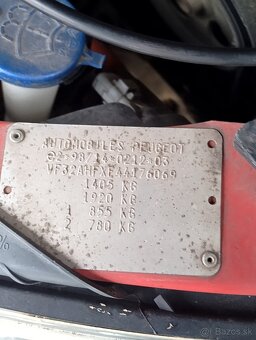 AUTOMOBILES PEUGEOT
e2*98/14*0212*03
VF32AHFXE44176069
1405 KG
1920 KG
1 855 KG
2 780 KG
bazos.sk